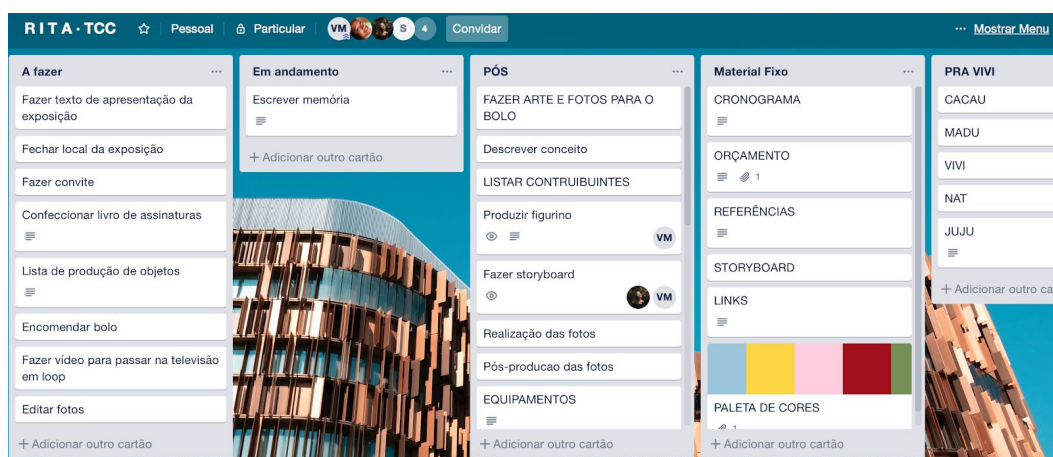 RITA·TCC
Pessoal
Particular
VM
S
4
Convidar
... Mostrar Menu
A fazer
Fazer texto de apresentação da
exposição
Fechar local da exposição
Fazer convite
Confeccionar livro de assinaturas
Lista de produção de objetos
Encomendar bolo
Fazer vídeo para passar na televisão
em loop
Editar fotos
+ Adicionar outro cartão
Em andamento
Escrever memória
+ Adicionar outro cartão
PÓS
FAZER ARTE E FOTOS PARA O
BOLO
Descrever conceito
LISTAR CONTRUIBUINTES
Produzir figurino
VM
Fazer storyboard
VM
Realização das fotos
Pós-producao das fotos
EQUIPAMENTOS
+ Adicionar outro cartão
Material Fixo
CRONOGRAMA
ORÇAMENTO
1
REFERÊNCIAS
STORYBOARD
LINKS
PALETA DE CORES
1
+ Adicionar outro cartão
PRA VIVI
CACAU
MADU
VIVI
NAT
JUJU
+ Adicionar outro ca